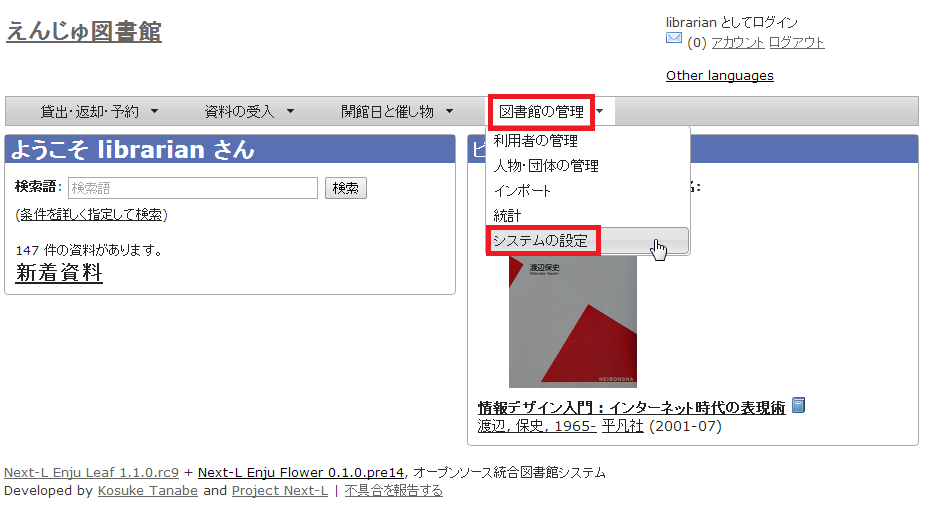 えんじゅ図書館
librarian としてログイン
(0) アカウント ログアウト
Other languages
貸出・返却・予約 資料の受入 開館日と催し物 図書館の管理
利用者の管理
人物・団体の管理
インポート
統計
システムの設定
ようこそ librarian さん
検索語: 検索語 検索
(条件を詳しく指定して検索)
147 件の資料があります。
新着資料
ピ
名:
渡辺保史
HEIBONSHA
情報デザイン入門 : インターネット時代の表現術
渡辺, 保史, 1965- 平凡社 (2001-07)
Next-L Enju Leaf 1.1.0.rc9 + Next-L Enju Flower 0.1.0.pre14, オープンソース統合図書館システム
Developed by Kosuke Tanabe and Project Next-L | 不具合を報告する